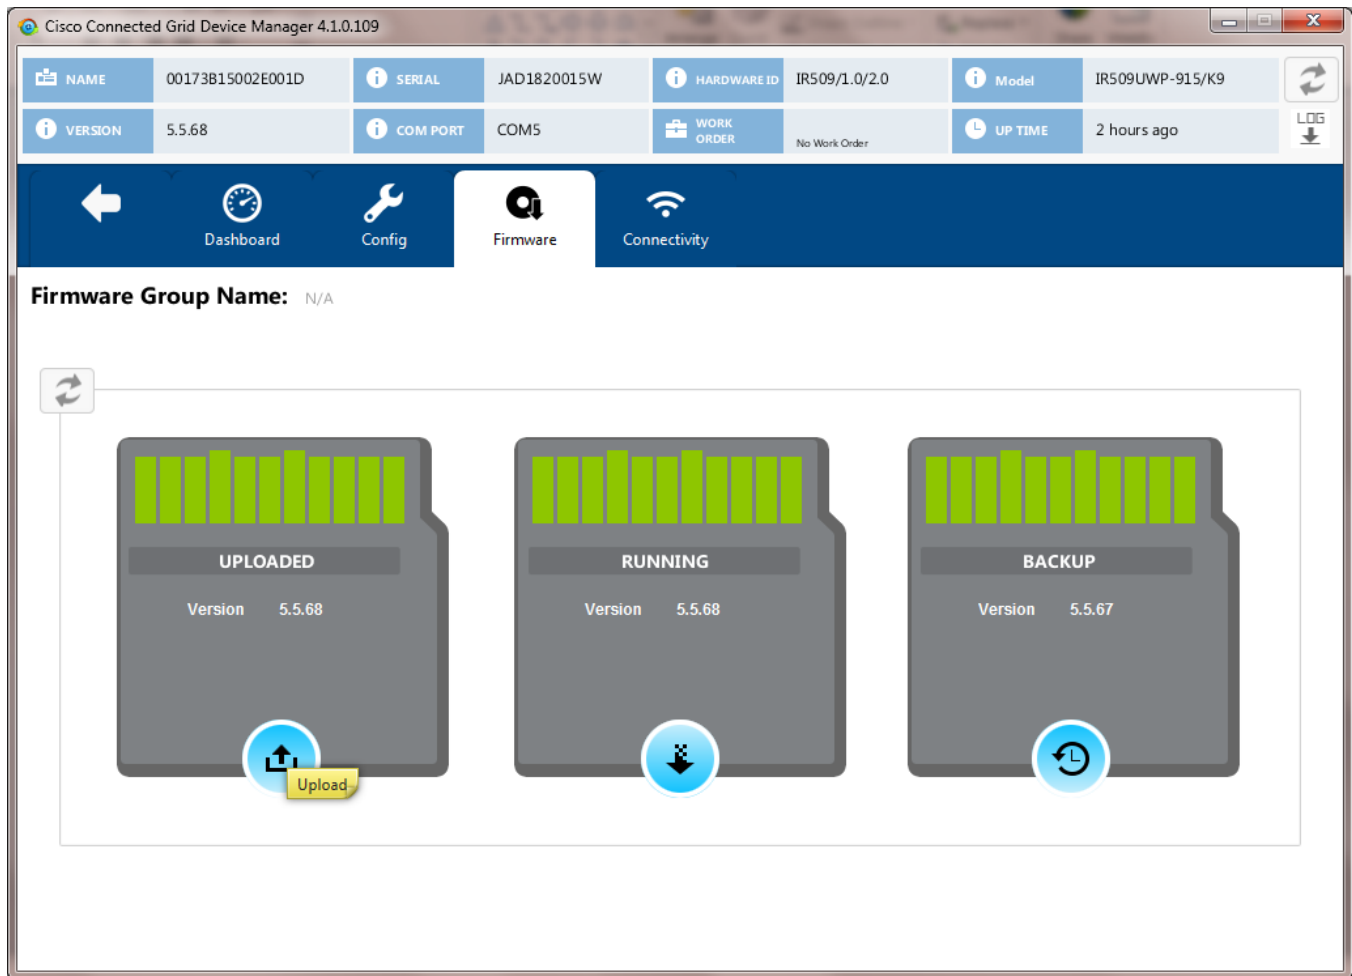 Cisco Connected Grid Device Manager 4.1.0.109
NAME 00173B15002E001D SERIAL JAD1820015W HARDWARE ID IR509/1.0/2.0 Model IR509UWP-915/K9
VERSION 5.5.68 COM PORT COM5 WORK ORDER No Work Order UP TIME 2 hours ago LOG
Dashboard Config Firmware Connectivity
Firmware Group Name: N/A
UPLOADED RUNNING BACKUP
Version 5.5.68 Version 5.5.68 Version 5.5.67
Upload